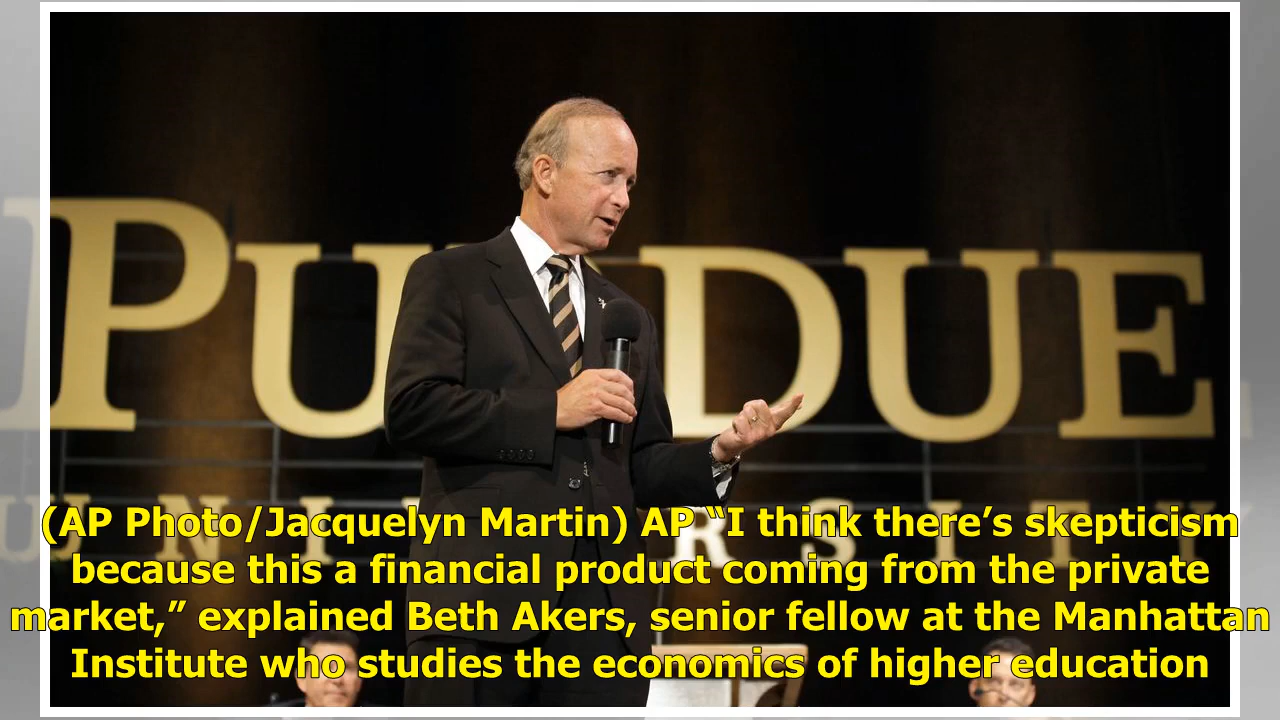 PURDUE
UNIVERSITY
(AP Photo/Jacquelyn Martin) AP “I think there’s skepticism
because this a financial product coming from the private
market,” explained Beth Akers, senior fellow at the Manhattan
Institute who studies the economics of higher education